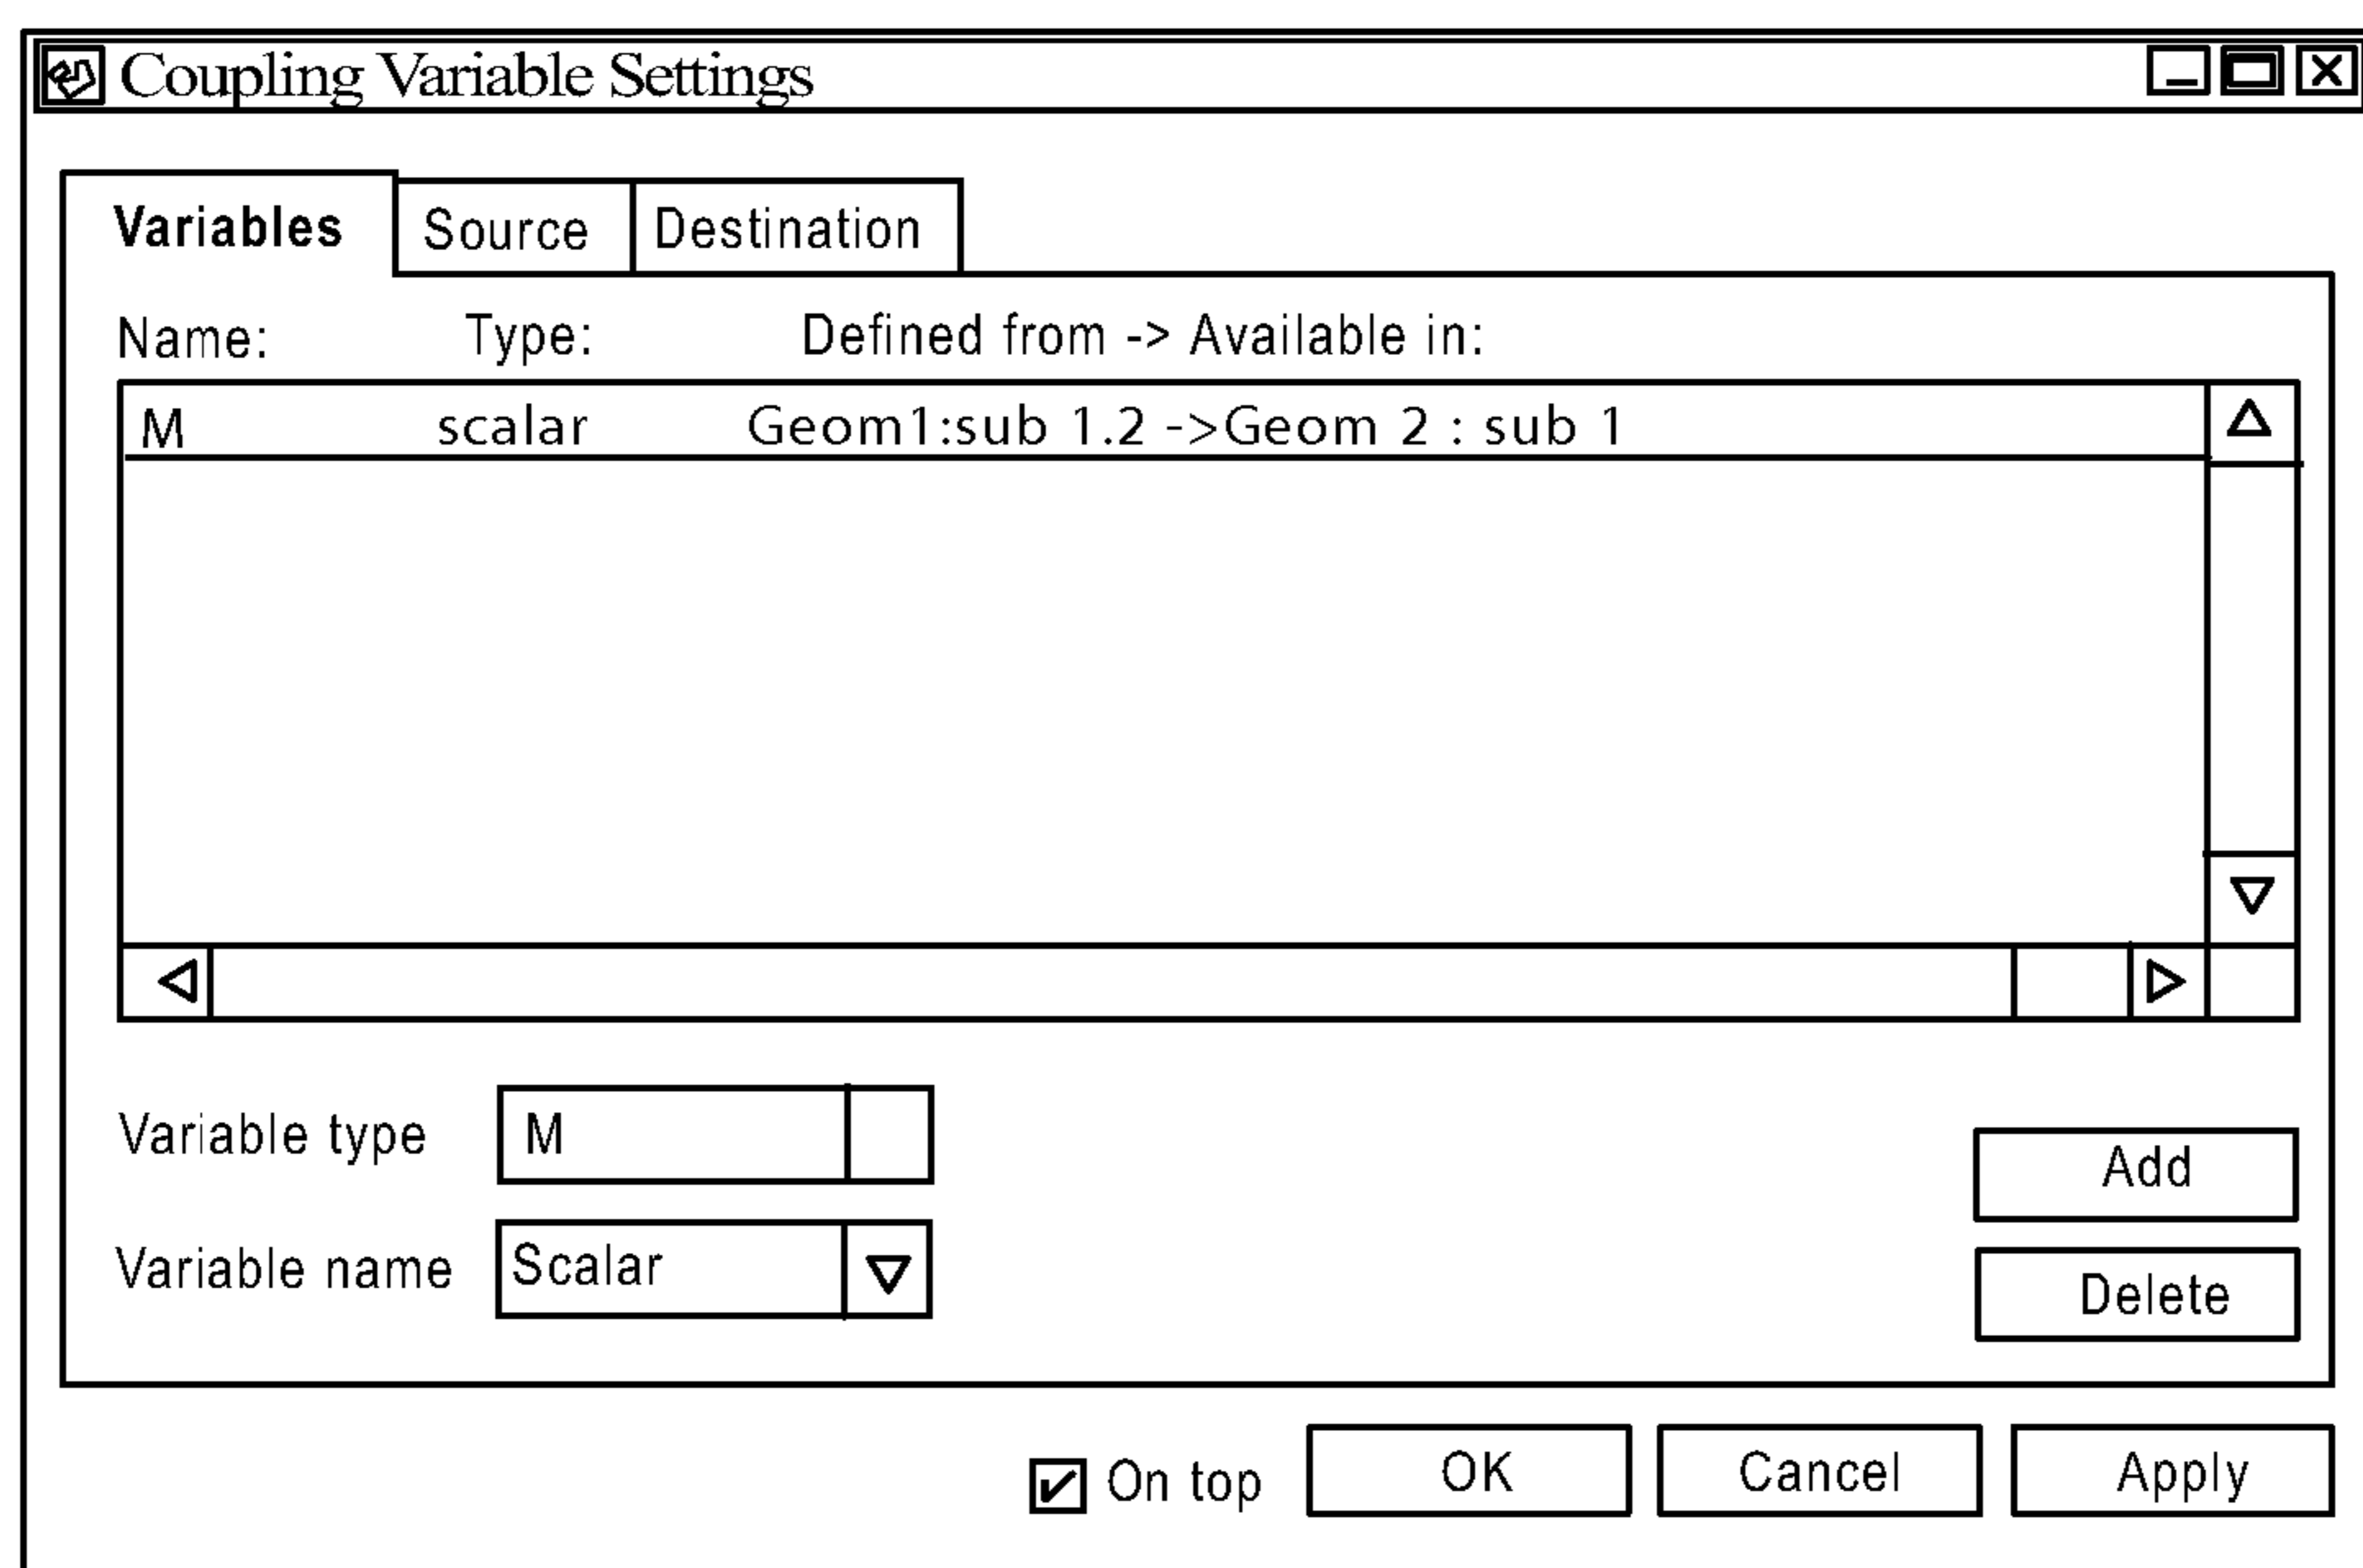 Coupling Variable Settings
Variables Source Destination
Name: Type: Defined from -> Available in:
M scalar Geom1:sub 1.2 ->Geom 2 : sub 1
Variable type M
Add
Variable name Scalar
Delete
On top OK Cancel Apply